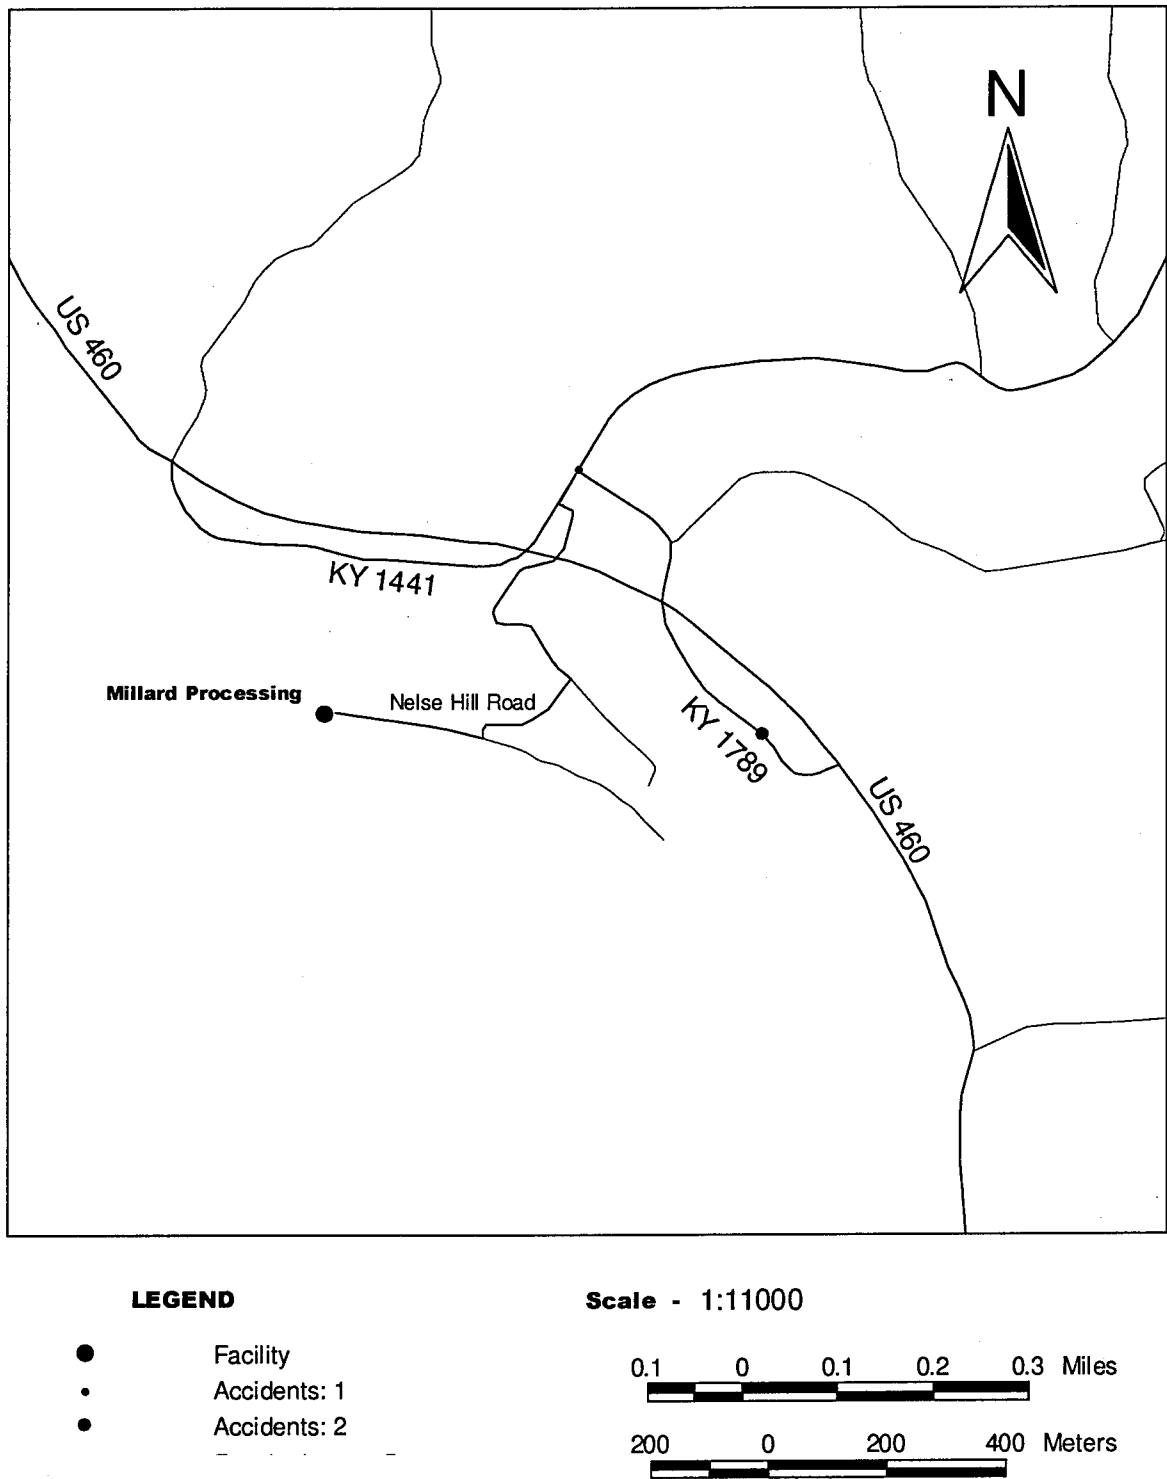 N
US 460
KY 1441
Millard Processing
Nelse Hill Road
KY 1789
US 460
LEGEND
Facility
Accidents: 1
Accidents: 2
Scale - 1:11000
0.1 0 0.1 0.2 0.3 Miles
200 0 200 400 Meters